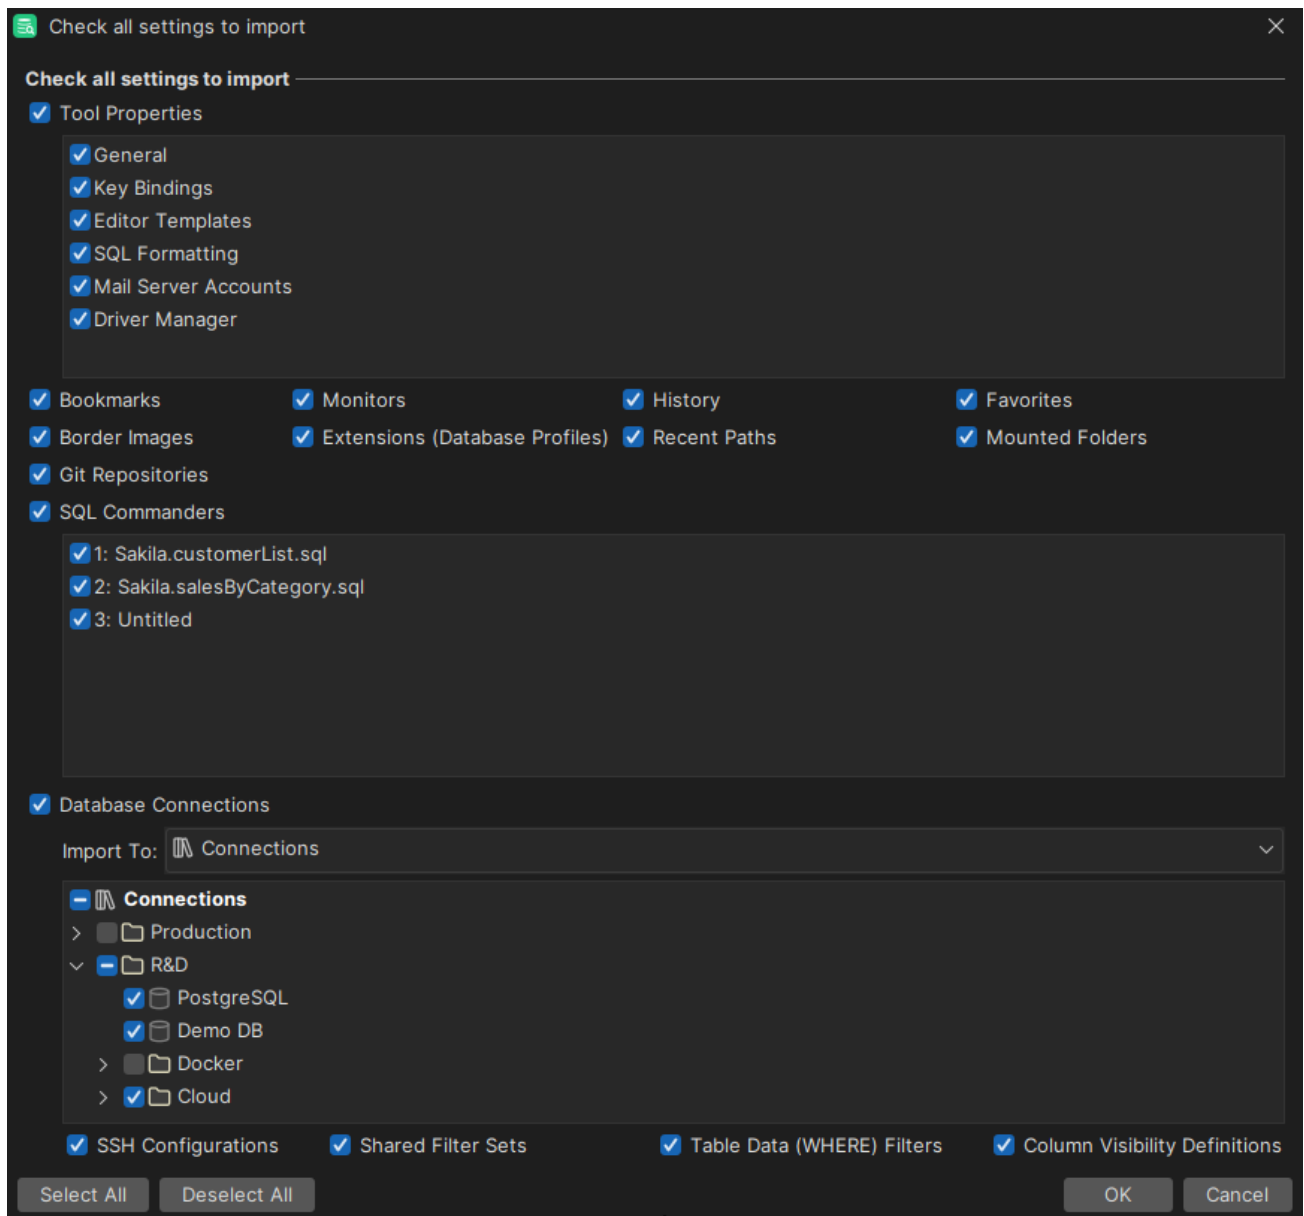 Check all settings to import
Check all settings to import
Tool Properties
General
Key Bindings
Editor Templates
SQL Formatting
Mail Server Accounts
Driver Manager
Bookmarks Monitors History Favorites
Border Images Extensions (Database Profiles) Recent Paths Mounted Folders
Git Repositories
SQL Commanders
1: Sakila.customerList.sql
2: Sakila.salesByCategory.sql
3: Untitled
Database Connections
Import To: Connections
Connections
Production
R&D
PostgreSQL
Demo DB
Docker
Cloud
SSH Configurations Shared Filter Sets Table Data (WHERE) Filters Column Visibility Definitions
Select All Deselect All OK Cancel